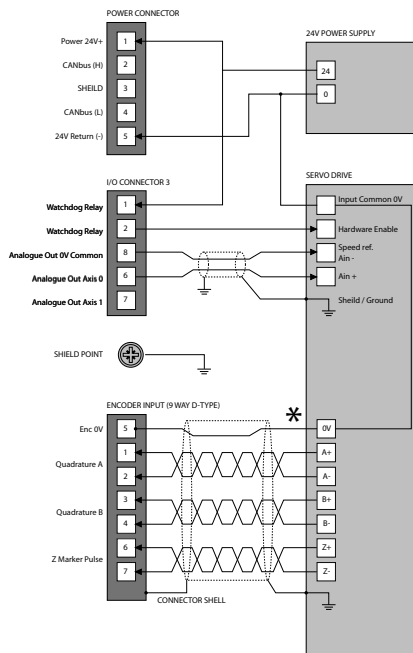 POWER CONNECTOR
Power 24V+ 1
CANbus (H) 2
SHEILD 3
CANbus (L) 4
24V Return (-) 5
24V POWER SUPPLY
24
0
I/O CONNECTOR 3
Watchdog Relay 1
Watchdog Relay 2
Analogue Out 0V Common 8
Analogue Out Axis 0 6
Analogue Out Axis 1 7
SERVO DRIVE
Input Common 0V
Hardware Enable
Speed ref.
Ain -
Ain +
Sheild / Ground
SHIELD POINT
ENCODER INPUT (9 WAY D-TYPE)
Enc 0V 5
Quadrature A
1
2
Quadrature B
3
4
Z Marker Pulse
6
7
CONNECTOR SHELL
*
0V
A+
A-
B+
B-
Z+
Z-